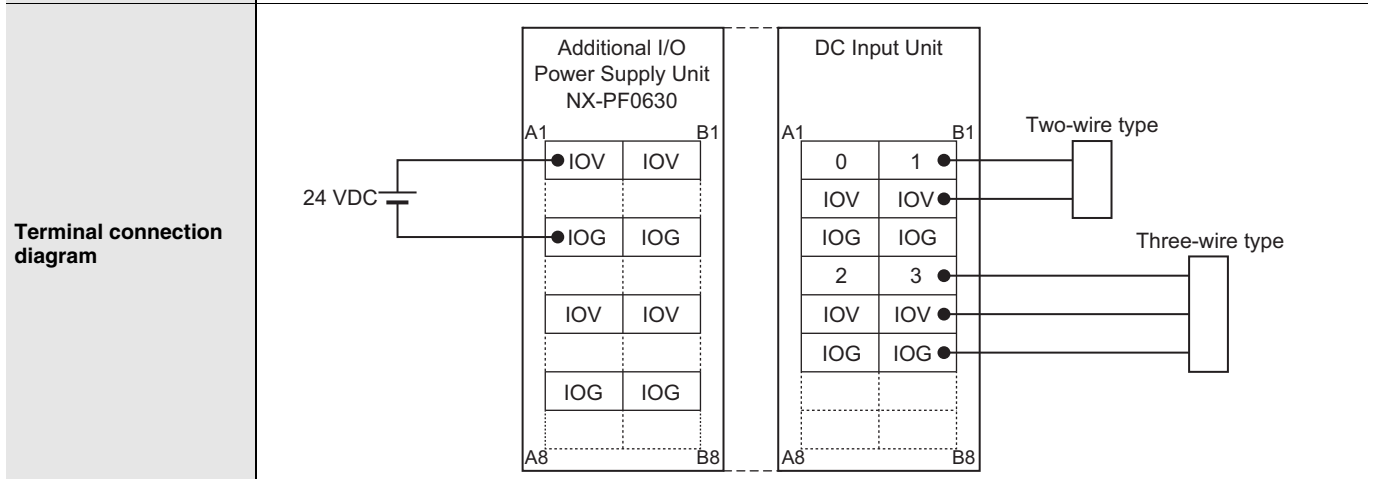 Terminal connection
diagram
24 VDC
Additional I/O
Power Supply Unit
NX-PF0630
A1 B1
IOV IOV
IOG IOG
IOV IOV
IOG IOG
A8 B8
DC Input Unit
A1 B1
0 1
IOV IOV
IOG IOG
2 3
IOV IOV
IOG IOG
A8 B8
Two-wire type
Three-wire type